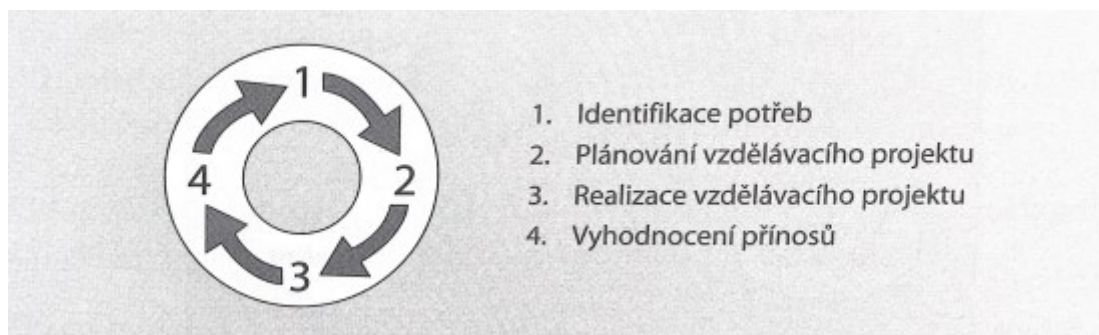 1
2
3
4
1. Identifikace potřeb
2. Plánování vzdělávacího projektu
3. Realizace vzdělávacího projektu
4. Vyhodnocení přínosů